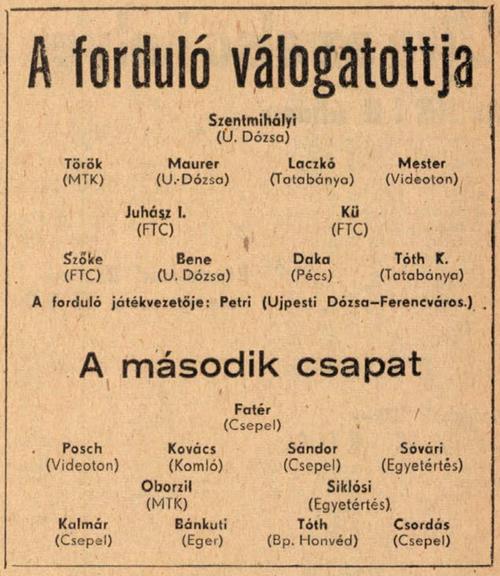 A forduló válogatottja
Szentmihályi
(U. Dózsa)
Török Maurer Laczkó Mester
(MTK) (U.-Dózsa) (Tatabánya) (Videoton)
Juhász I. Kü
(FTC) (FTC)
Szőke Bene Daka Tóth K.
(FTC) (U. Dózsa) (Pécs) (Tatabánya)
A forduló játékvezetője: Petri (Ujpesti Dózsa–Ferencváros.)
A második csapat
Fatér
(Csepel)
Posch Kovács Sándor Sóvári
(Videoton) (Komló) (Csepel) (Egyetértés)
Oborzil Siklósi
(MTK) (Egyetértés)
Kalmár Bánkuti Tóth Csordás
(Csepel) (Eger) (Bp. Honvéd) (Csepel)